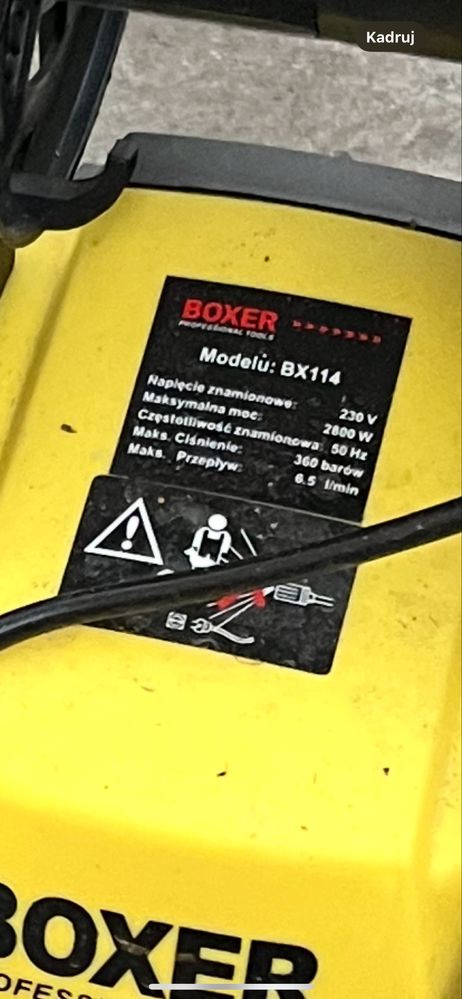 Kadruj
BOXER
PROFESSIONAL TOOLS
Modelu: BX114
Napięcie znamionowe: 230 V
Maksymalna moc: 2800 W
Częstotliwość znamionowa: 50 Hz
Maks. Ciśnienie: 360 barów
Maks. Przepływ: 6.5 l/min
BOXER